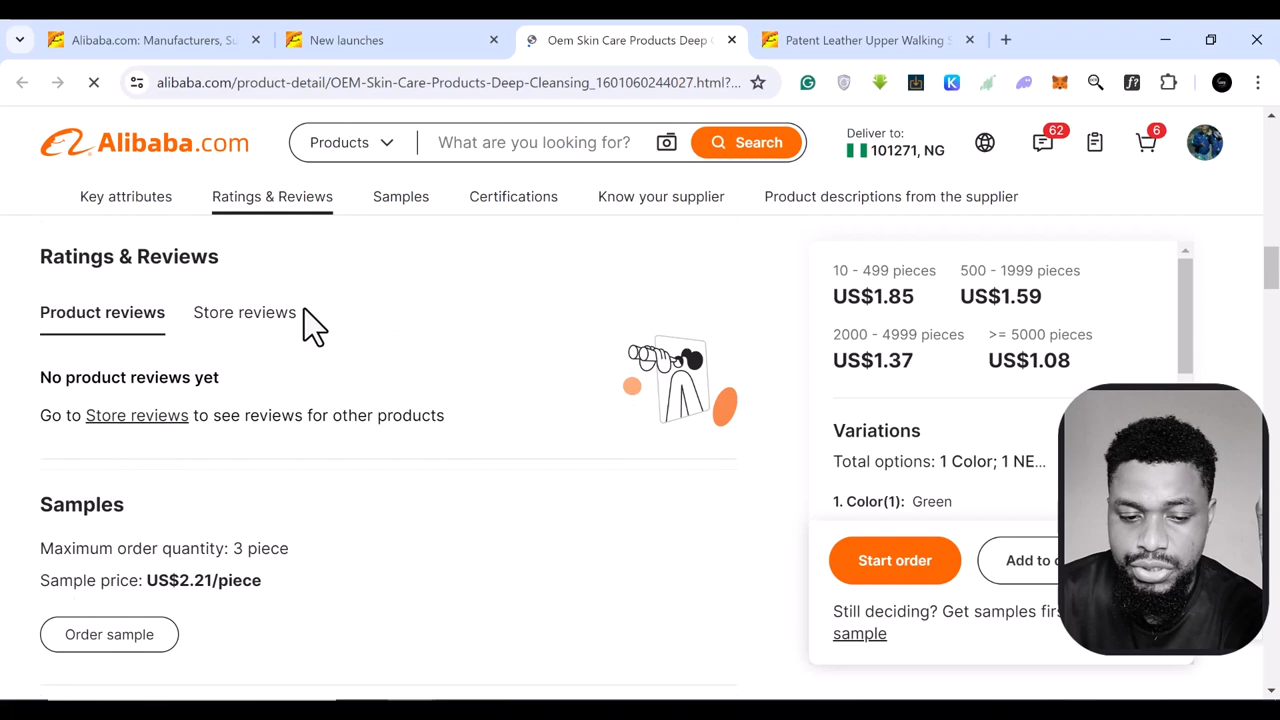 Alibaba.com: Manufacturers, Su
New launches
Oem Skin Care Products Deep C
Patent Leather Upper Walking S
alibaba.com/product-detail/OEM-Skin-Care-Products-Deep-Cleansing_1601060244027.html?...
Alibaba.com
Products
What are you looking for?
Search
Deliver to:
101271, NG
62
6
Key attributes
Ratings & Reviews
Samples
Certifications
Know your supplier
Product descriptions from the supplier
Ratings & Reviews
Product reviews
Store reviews
No product reviews yet
Go to Store reviews to see reviews for other products
Samples
Maximum order quantity: 3 piece
Sample price: US$2.21/piece
Order sample
10 - 499 pieces
500 - 1999 pieces
US$1.85
US$1.59
2000 - 4999 pieces
>= 5000 pieces
US$1.37
US$1.08
Variations
Total options: 1 Color; 1 NE...
1. Color(1): Green
Start order
Add to c
Still deciding? Get samples firs
sample